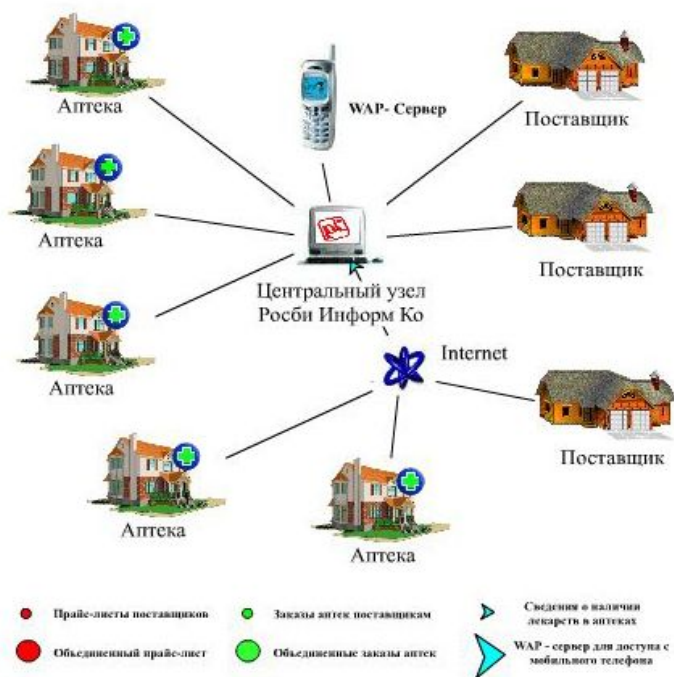 Аптека
WAP- Сервер
Поставщик
Аптека
Поставщик
Центральный узел
Росби Информ Ко
Аптека
Internet
Поставщик
Аптека
Аптека
Прайс-листы поставщиков
Заказы аптек поставщикам
Сведения о наличии
лекарств в аптеках
Объединенный прайс-лист
Объединенные заказы аптек
WAP - сервер для доступа с
мобильного телефона